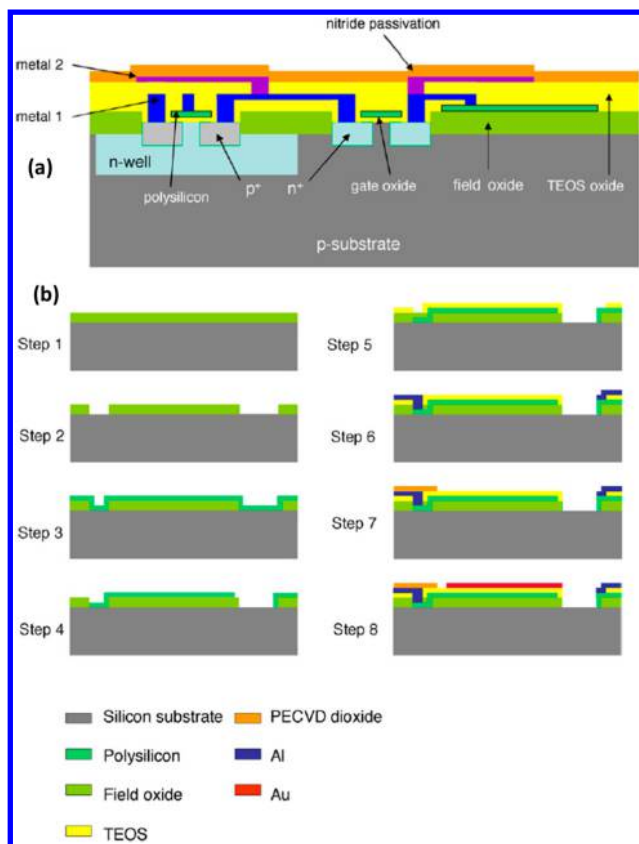 nitride passivation
metal 2
metal 1
n-well
(a)
polysilicon
p+
n+
gate oxide
field oxide
TEOS oxide
p-substrate
(b)
Step 1
Step 5
Step 2
Step 6
Step 3
Step 7
Step 4
Step 8
Silicon substrate
PECVD dioxide
Polysilicon
Al
Field oxide
Au
TEOS